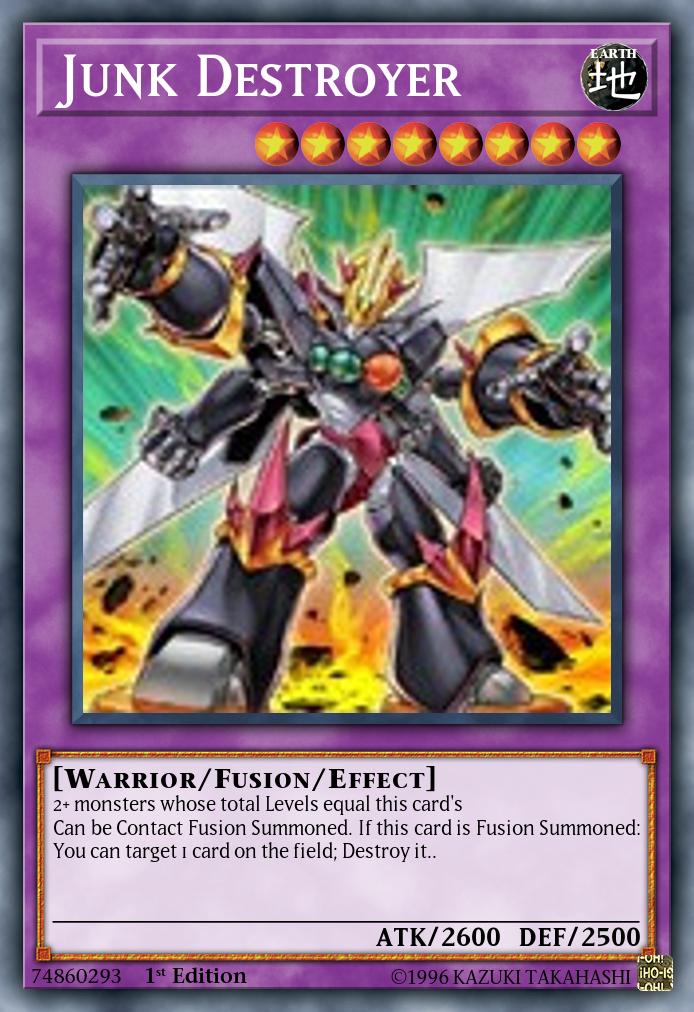 Junk Destroyer
EARTH
地
[Warrior/Fusion/Effect]
2+ monsters whose total Levels equal this card's
Can be Contact Fusion Summoned. If this card is Fusion Summoned:
You can target 1 card on the field; Destroy it..
ATK/2600 DEF/2500
74860293 1st Edition ©1996 KAZUKI TAKAHASHI